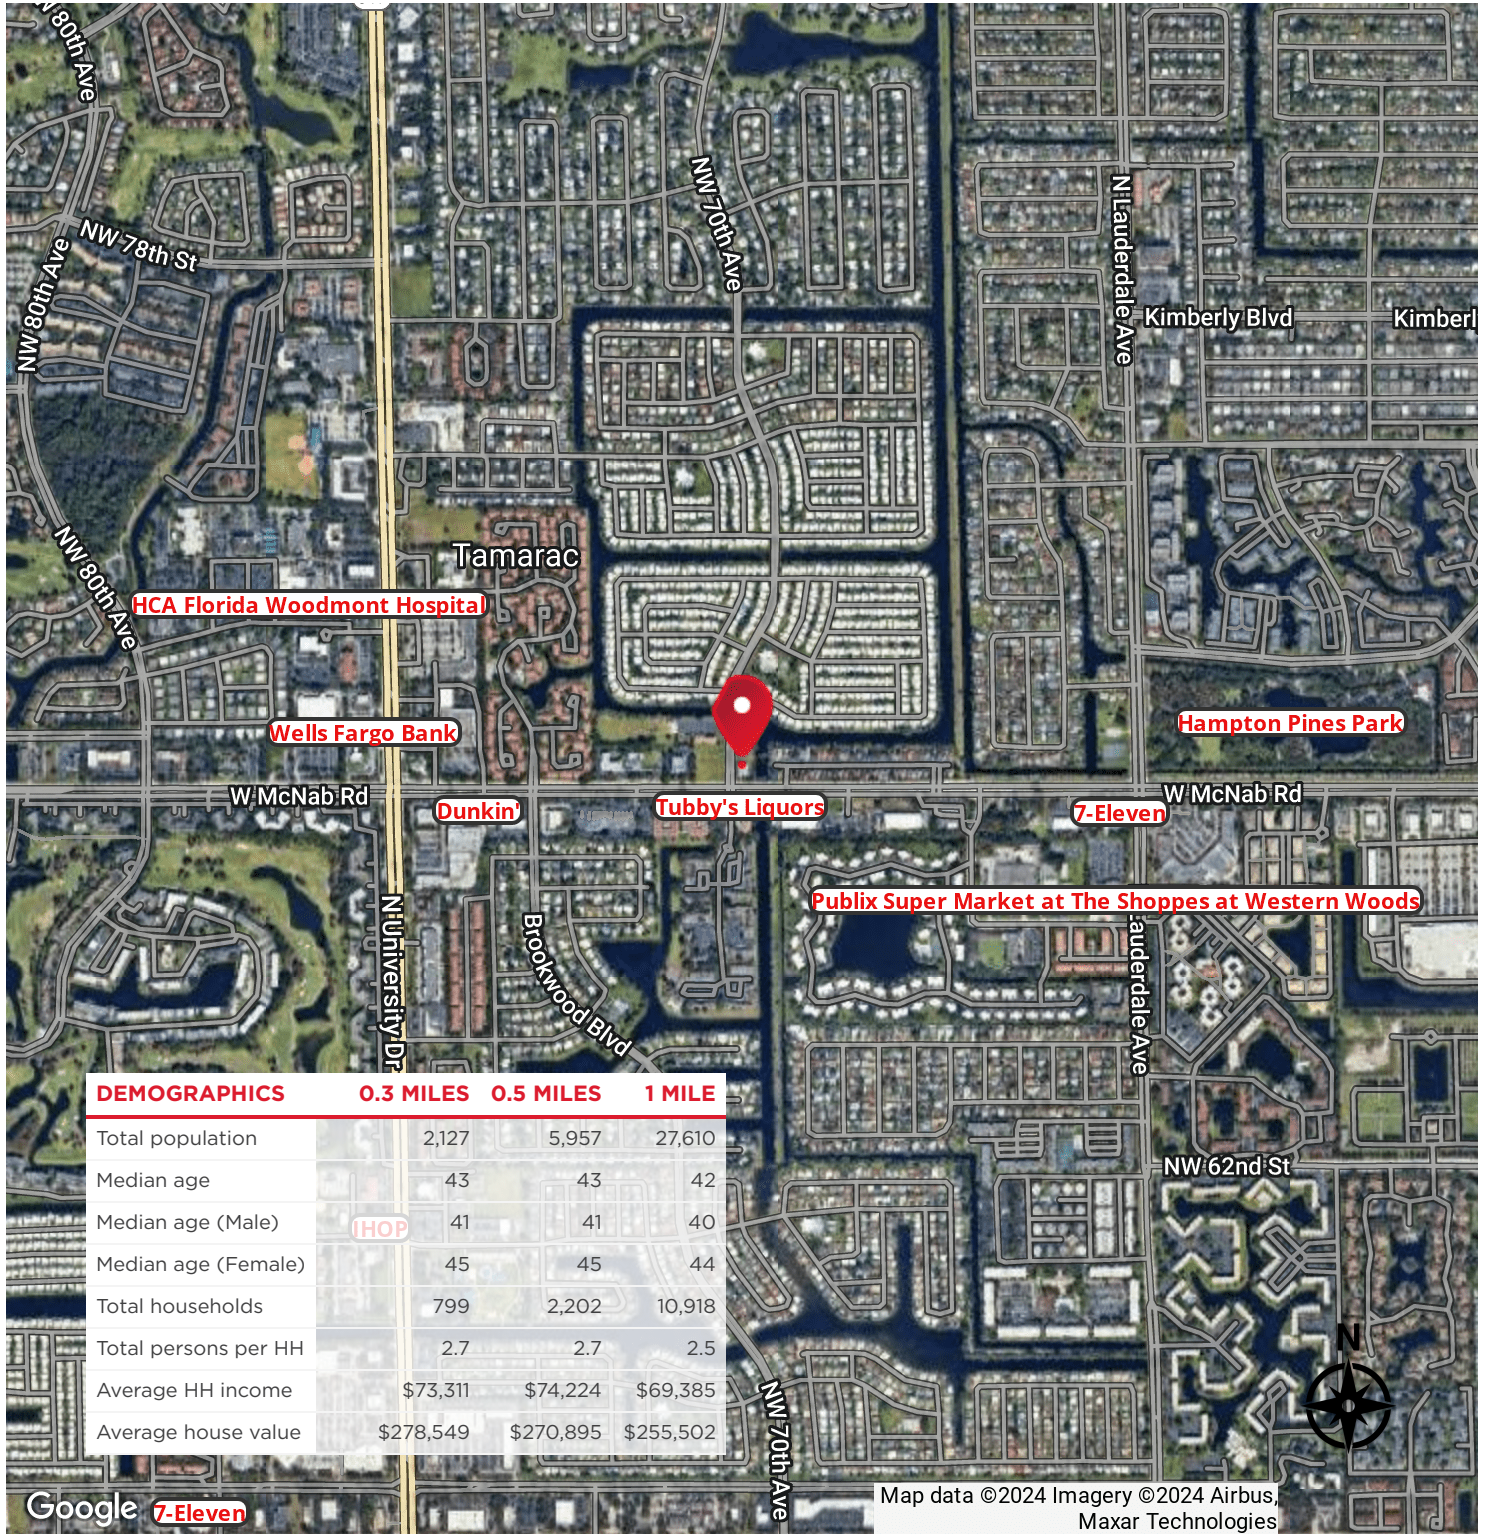 NW 80th Ave
NW 70th Ave
N Lauderdale Ave
NW 78th St
NW 80th Ave
Kimberly Blvd
Kimberl
NW 80th Ave
Tamarac
HCA Florida Woodmont Hospital
Wells Fargo Bank
Hampton Pines Park
W McNab Rd
W McNab Rd
Dunkin'
Tubby's Liquors
7-Eleven
Publix Super Market at The Shoppes at Western Woods
N University Dr
Brookwood Blvd
auderdale Ave
DEMOGRAPHICS 0.3 MILES 0.5 MILES 1 MILE
Total population 2,127 5,957 27,610
Median age 43 43 42
Median age (Male) 41 41 40
IHOP
Median age (Female) 45 45 44
Total households 799 2,202 10,918
Total persons per HH 2.7 2.7 2.5
Average HH income $73,311 $74,224 $69,385
Average house value $278,549 $270,895 $255,502
NW 62nd St
N
NW 70th Ave
Google
7-Eleven
Map data ©2024 Imagery ©2024 Airbus,
Maxar Technologies